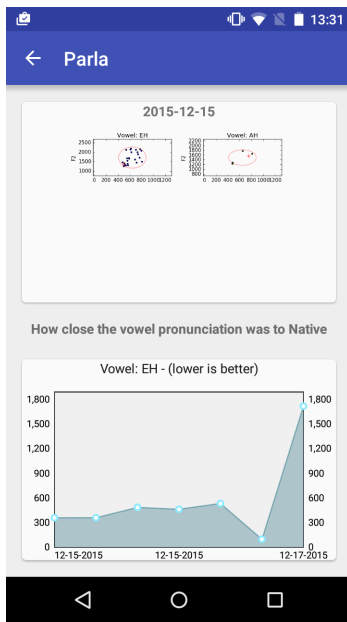 13:31
Parla
2015-12-15
Vowel: EH
Vowel: AH
2500
2000
1500
1000
F2
0 200 400 600 800 1000 1200
2200
2000
1800
1600
1400
1200
1000
800
F2
0 200 400 600 800 1000 1200
How close the vowel pronunciation was to Native
Vowel: EH - (lower is better)
1,800 1,800
1,500 1,500
1,200 1,200
900 900
600 600
300 300
0 0
12-15-2015 12-15-2015 12-17-2015